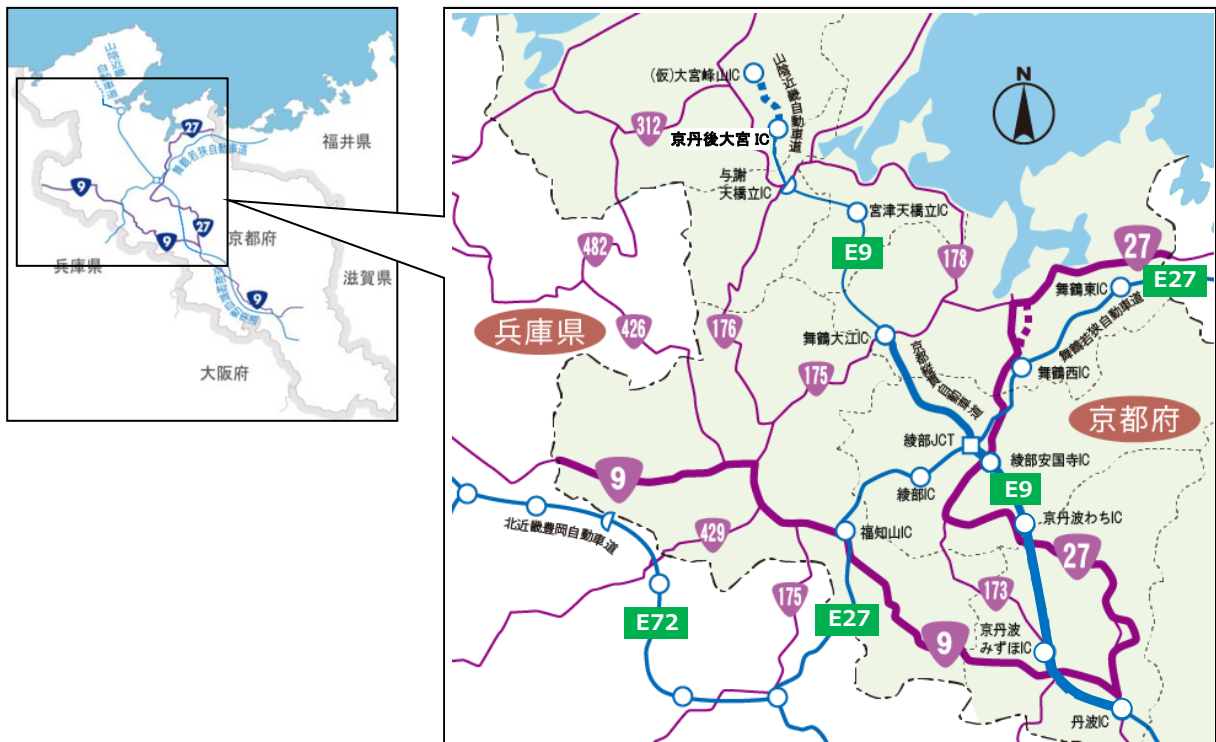 山陰近畿
自動車道
27
福井県
舞鶴若狭自動車道
9
27
京都府
9
兵庫県
滋賀県
京都縦貫自動車道
9
大阪府
N
(仮)大宮峰山IC
山陰近畿自動車道
312
京丹後大宮 IC
与謝
天橋立IC
宮津天橋立IC
482
E9
178
27
舞鶴東IC
E27
兵庫県
426
176
舞鶴大江IC
舞鶴若狭自動車道
175
京都縦貫自動車道
舞鶴西IC
京都府
綾部JCT
綾部安国寺IC
9
綾部IC
E9
北近畿豊岡自動車道
429
福知山IC
京丹波わちIC
27
175
173
E72
E27
京丹波
みずほIC
9
丹波IC